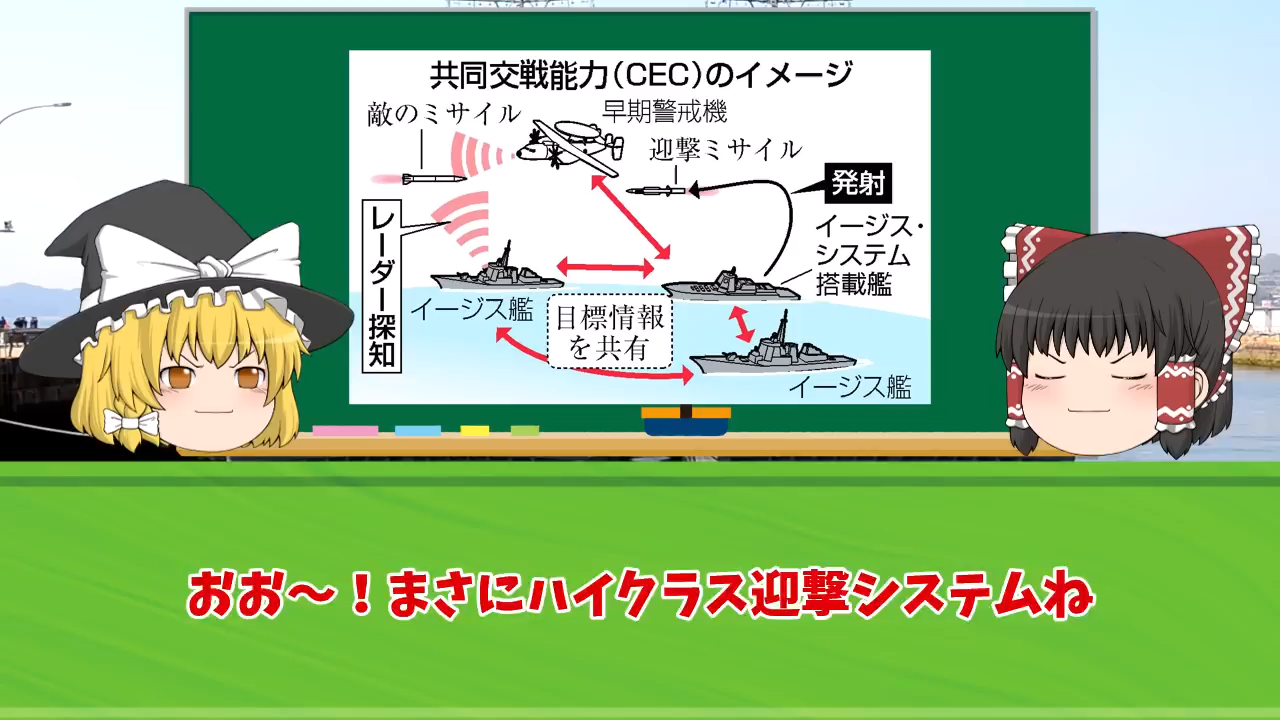 共同交戦能力(CEC)のイメージ
敵のミサイル
早期警戒機
迎撃ミサイル
発射
レーダー探知
イージス・
システム
搭載艦
イージス艦
目標情報
を共有
イージス艦
おお～！まさにハイクラス迎撃システムね